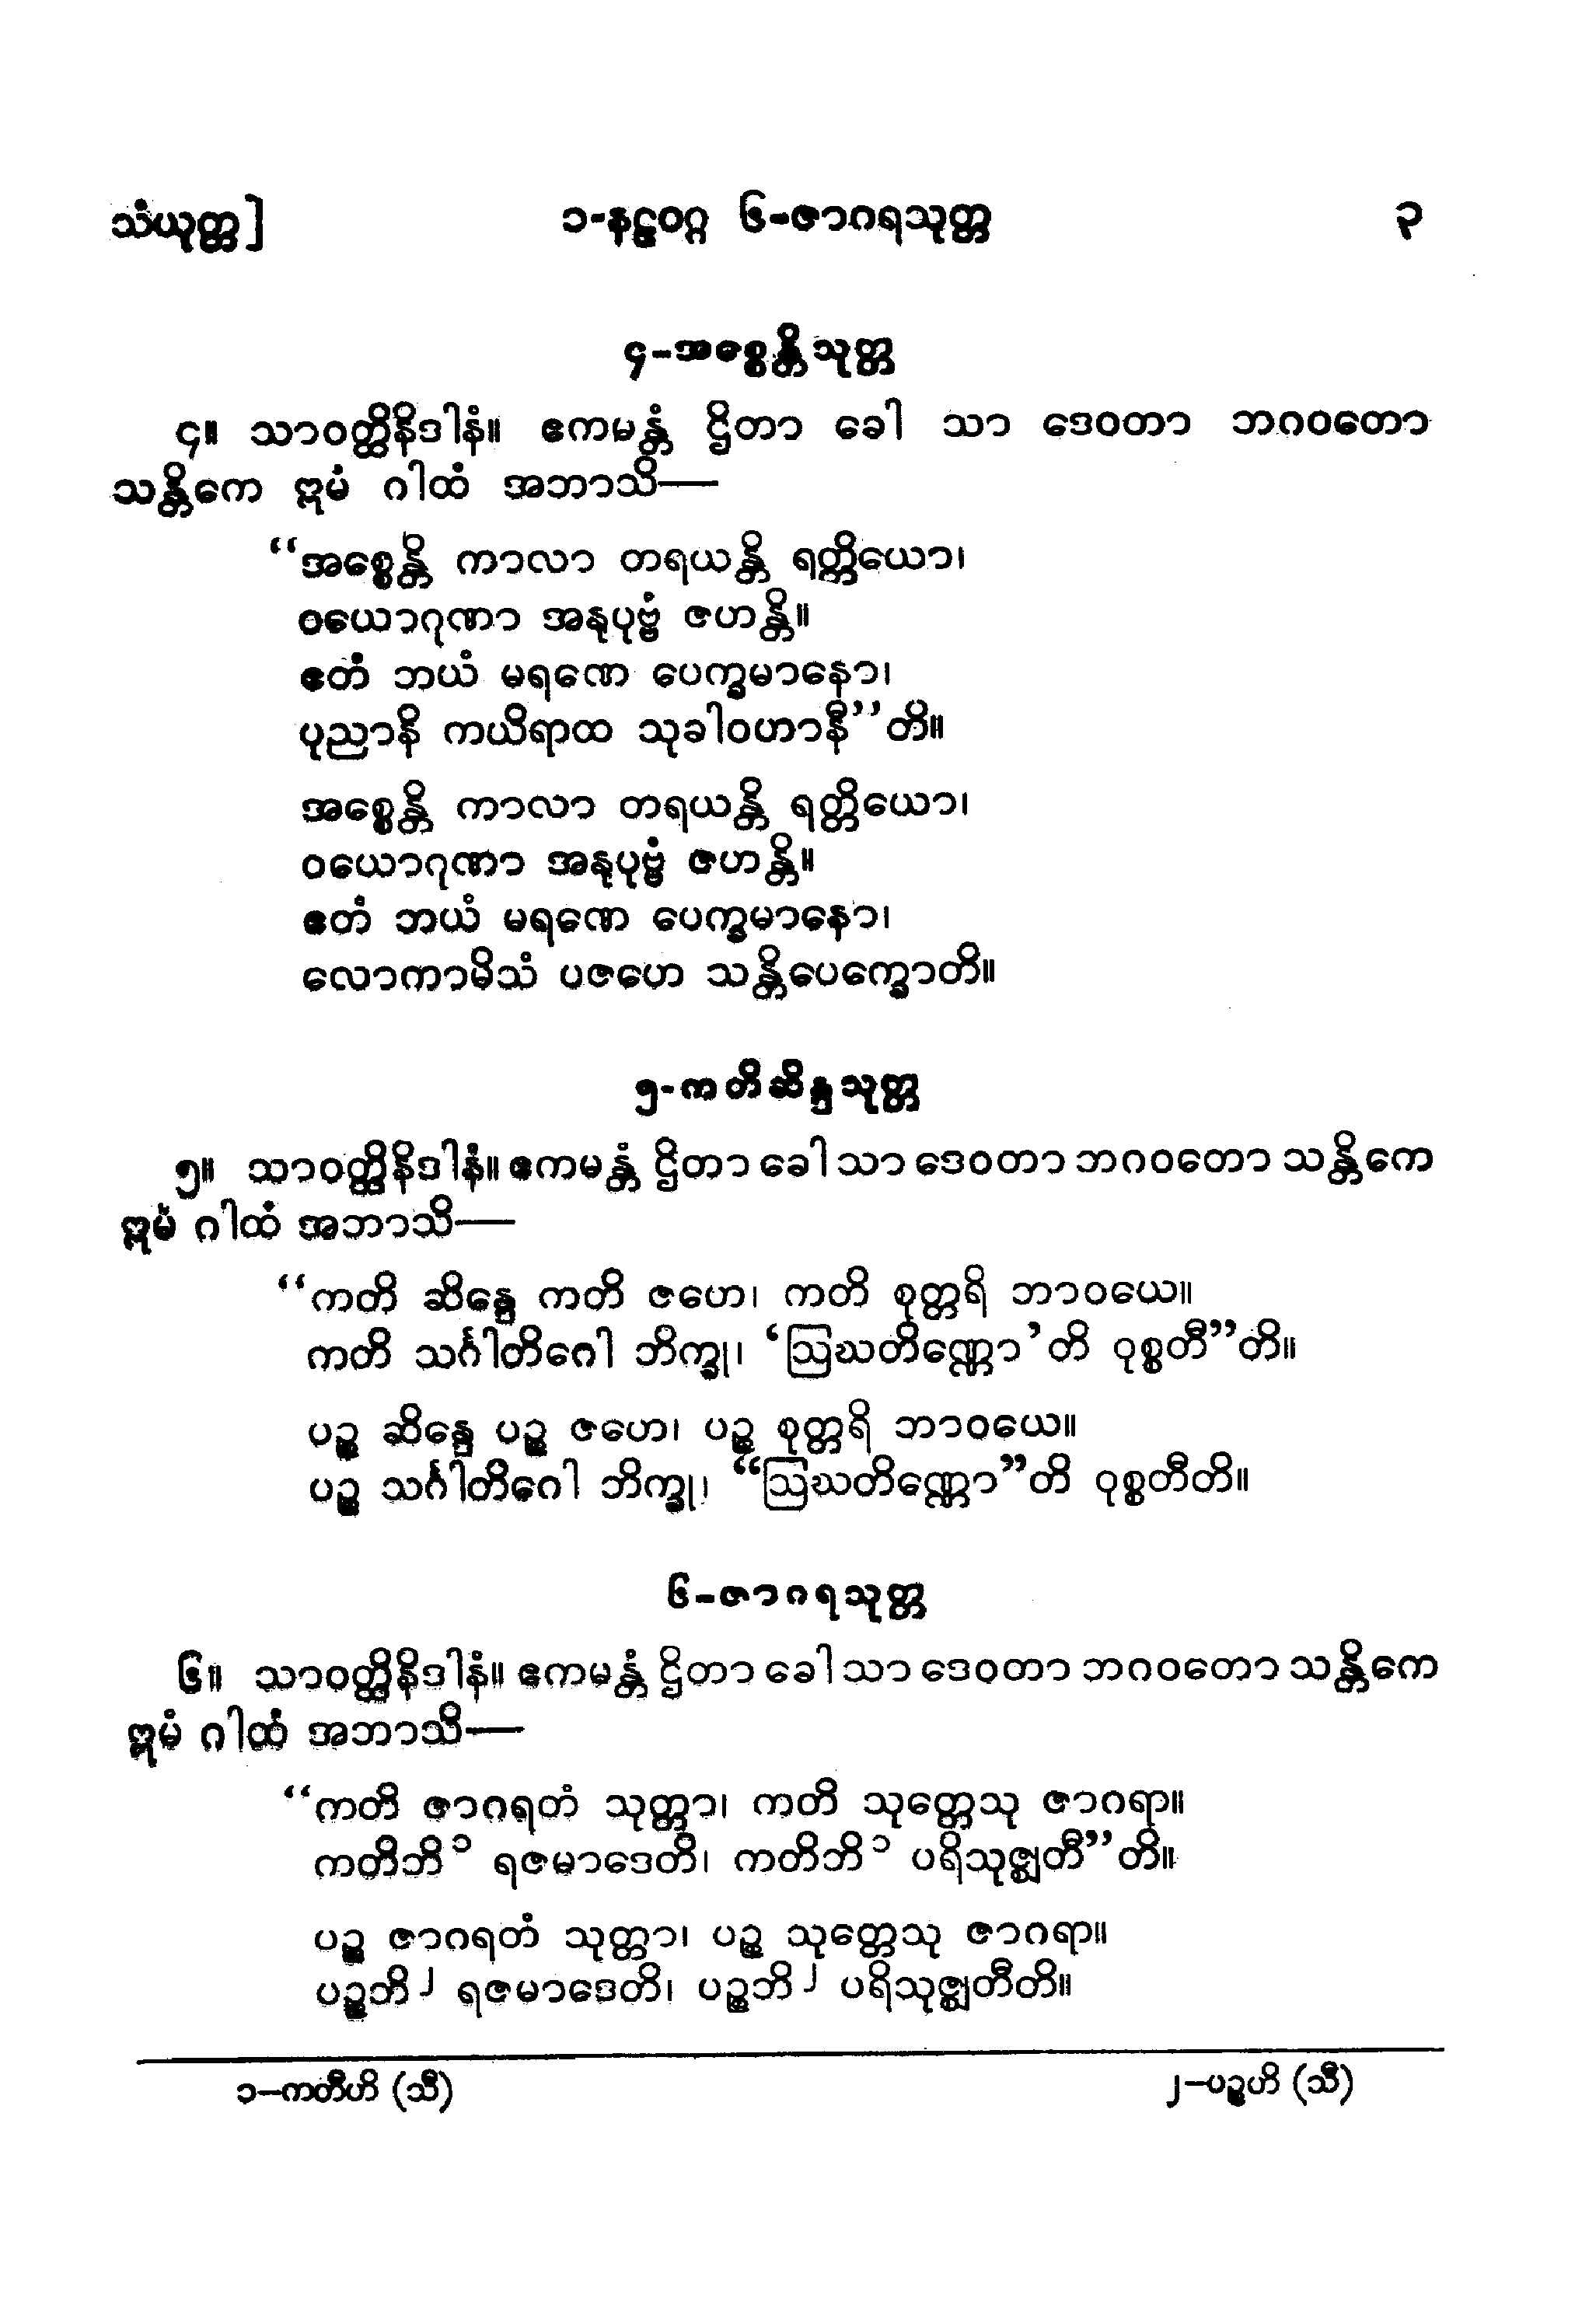 သံယုတ္တ] ၁-နဠဝဂ္ဂ ၆-ဇာဂရသုတ္တ ၃
၄-အစ္စေန္တိသုတ္တ
၄။ သာဝတ္ထိနိဒါနံ။ ဧကမန္တံ ဌိတာ ခေါ သာ ဒေဝတာ ဘဂဝတော
သန္တိကေ ဣမံ ဂါထံ အဘာသိ—
“အစ္စေန္တိ ကာလာ တရယန္တိ ရတ္တိယော၊
ဝယောဂုဏာ အနုပုဗ္ဗံ ဇဟန္တိ။
ဧတံ ဘယံ မရဏေ ပေက္ခမာနော၊
ပုညာနိ ကယိရာထ သုခါဝဟာနီ”တိ။
အစ္စေန္တိ ကာလာ တရယန္တိ ရတ္တိယော၊
ဝယောဂုဏာ အနုပုဗ္ဗံ ဇဟန္တိ။
ဧတံ ဘယံ မရဏေ ပေက္ခမာနော၊
လောကာမိသံ ပဇဟေ သန္တိပေက္ခောတိ။
၅-ကတိဆိန္ဒသုတ္တ
၅။ သာဝတ္ထိနိဒါနံ။ ဧကမန္တံ ဌိတာ ခေါ သာ ဒေဝတာ ဘဂဝတော သန္တိကေ
ဣမံ ဂါထံ အဘာသိ—
“ကတိ ဆိန္ဒေ ကတိ ဇဟေ၊ ကတိ စုတ္တရိ ဘာဝယေ။
ကတိ သင်္ဂါတိဂေါ ဘိက္ခု၊ ‘ဩဃတိဏ္ဏော’တိ ဝုစ္စတီ”တိ။
ပဉ္စ ဆိန္ဒေ ပဉ္စ ဇဟေ၊ ပဉ္စ စုတ္တရိ ဘာဝယေ။
ပဉ္စ သင်္ဂါတိဂေါ ဘိက္ခု၊ “ဩဃတိဏ္ဏော”တိ ဝုစ္စတီတိ။
၆-ဇာဂရသုတ္တ
၆။ သာဝတ္ထိနိဒါနံ။ ဧကမန္တံ ဌိတာ ခေါ သာ ဒေဝတာ ဘဂဝတော သန္တိကေ
ဣမံ ဂါထံ အဘာသိ—
“ကတိ ဇာဂရတံ သုတ္တာ၊ ကတိ သုတ္တေသု ဇာဂရာ။
ကတိဘိ ၁ ရဇမာဒေတိ၊ ကတိဘိ ၁ ပရိသုဇ္ဈတီ”တိ။
ပဉ္စ ဇာဂရတံ သုတ္တာ၊ ပဉ္စ သုတ္တေသု ဇာဂရာ။
ပဉ္စဘိ ၂ ရဇမာဒေတိ၊ ပဉ္စဘိ ၂ ပရိသုဇ္ဈတီတိ။
၁—ကတီဟိ (သီ) ၂—ပဉ္စဟိ (သီ)